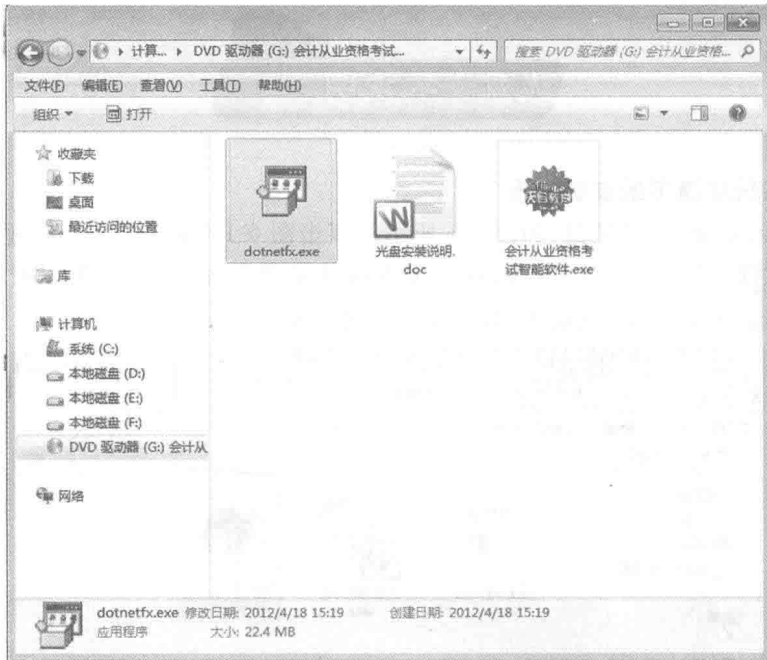 计算... ▸ DVD 驱动器 (G:) 会计从业资格考试...
搜索 DVD 驱动器 (G:) 会计从业资格...
文件(F) 编辑(E) 查看(V) 工具(T) 帮助(H)
组织 打开
收藏夹
下载
桌面
最近访问的位置
库
计算机
系统 (C:)
本地磁盘 (D:)
本地磁盘 (E:)
本地磁盘 (F:)
DVD 驱动器 (G:) 会计从
网络
dotnetfx.exe
光盘安装说明.
doc
会计从业资格考
试智能软件.exe
dotnetfx.exe 修改日期: 2012/4/18 15:19 创建日期: 2012/4/18 15:19
应用程序 大小: 22.4 MB